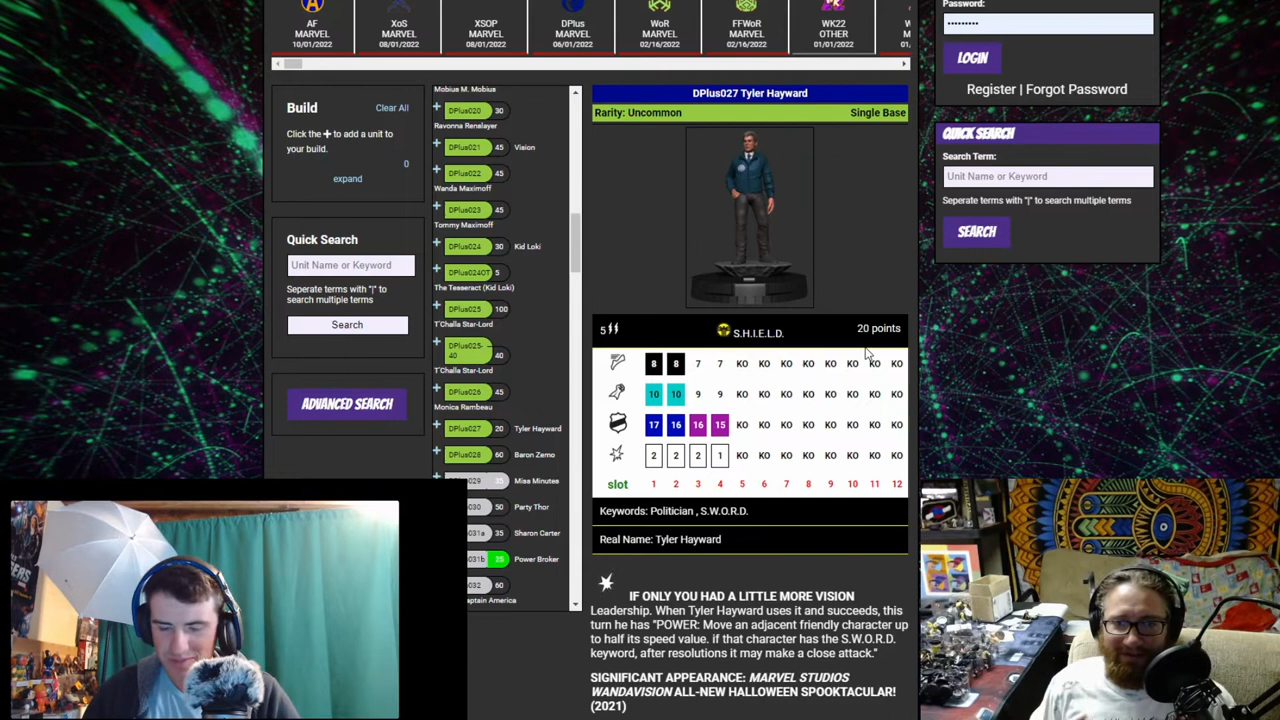 AF
MARVEL
10/01/2022
XoS
MARVEL
08/01/2022
XSOP
MARVEL
08/01/2022
DPlus
MARVEL
06/01/2022
WoR
MARVEL
02/16/2022
FFWoR
MARVEL
02/16/2022
WK22
OTHER
01/01/2022
Password:
•••••••••
LOGIN
Register | Forgot Password
QUICK SEARCH
Search Term:
Unit Name or Keyword
Seperate terms with "|" to search multiple terms
SEARCH
Build
Clear All
Click the + to add a unit to
your build.
0
expand
Quick Search
Unit Name or Keyword
Seperate terms with "|" to
search multiple terms
Search
ADVANCED SEARCH
Mobius M. Mobius
DPlus020 30
Ravonna Renslayer
DPlus021 45 Vision
DPlus022 45
Wanda Maximoff
DPlus023 45
Tommy Maximoff
DPlus024 30 Kid Loki
DPlus024OT 5
The Tesseract (Kid Loki)
DPlus025 100
T'Challa Star-Lord
DPlus025-
40 40
T'Challa Star-Lord
DPlus026 45
Monica Rambeau
DPlus027 20 Tyler Hayward
DPlus028 60 Baron Zemo
029 35 Miss Minutes
030 50 Party Thor
031a 35 Sharon Carter
031b 25 Power Broker
032 60
ptain America
DPlus027 Tyler Hayward
Rarity: Uncommon Single Base
5 S.H.I.E.L.D. 20 points
8 8 7 7 KO KO KO KO KO KO KO KO
10 10 9 9 KO KO KO KO KO KO KO KO
17 16 16 15 KO KO KO KO KO KO KO KO
2 2 2 1 KO KO KO KO KO KO KO KO
slot 1 2 3 4 5 6 7 8 9 10 11 12
Keywords: Politician , S.W.O.R.D.
Real Name: Tyler Hayward
IF ONLY YOU HAD A LITTLE MORE VISION
Leadership. When Tyler Hayward uses it and succeeds, this
turn he has "POWER: Move an adjacent friendly character up
to half its speed value. if that character has the S.W.O.R.D.
keyword, after resolutions it may make a close attack."
SIGNIFICANT APPEARANCE: MARVEL STUDIOS
WANDAVISION ALL-NEW HALLOWEEN SPOOKTACULAR!
(2021)